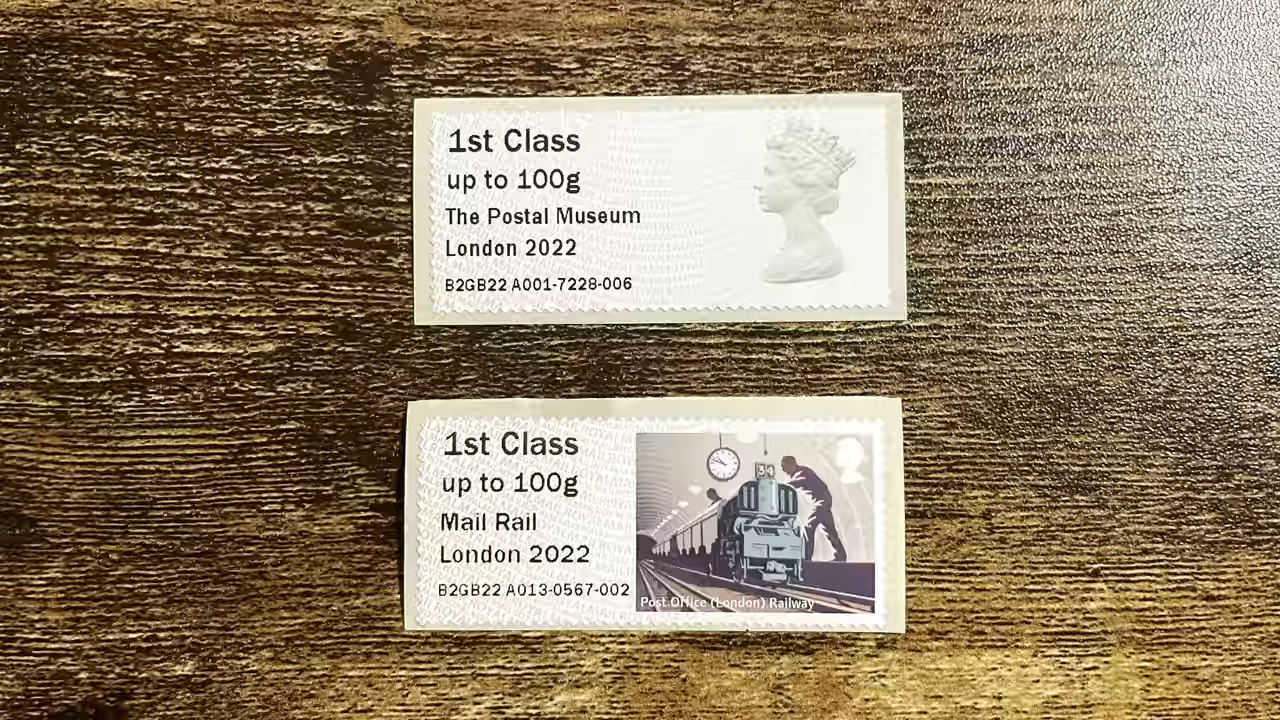 1st Class
up to 100g
The Postal Museum
London 2022
B2GB22 A001-7228-006
1st Class
up to 100g
Mail Rail
London 2022
B2GB22 A013-0567-002
34
Post Office (London) Railway